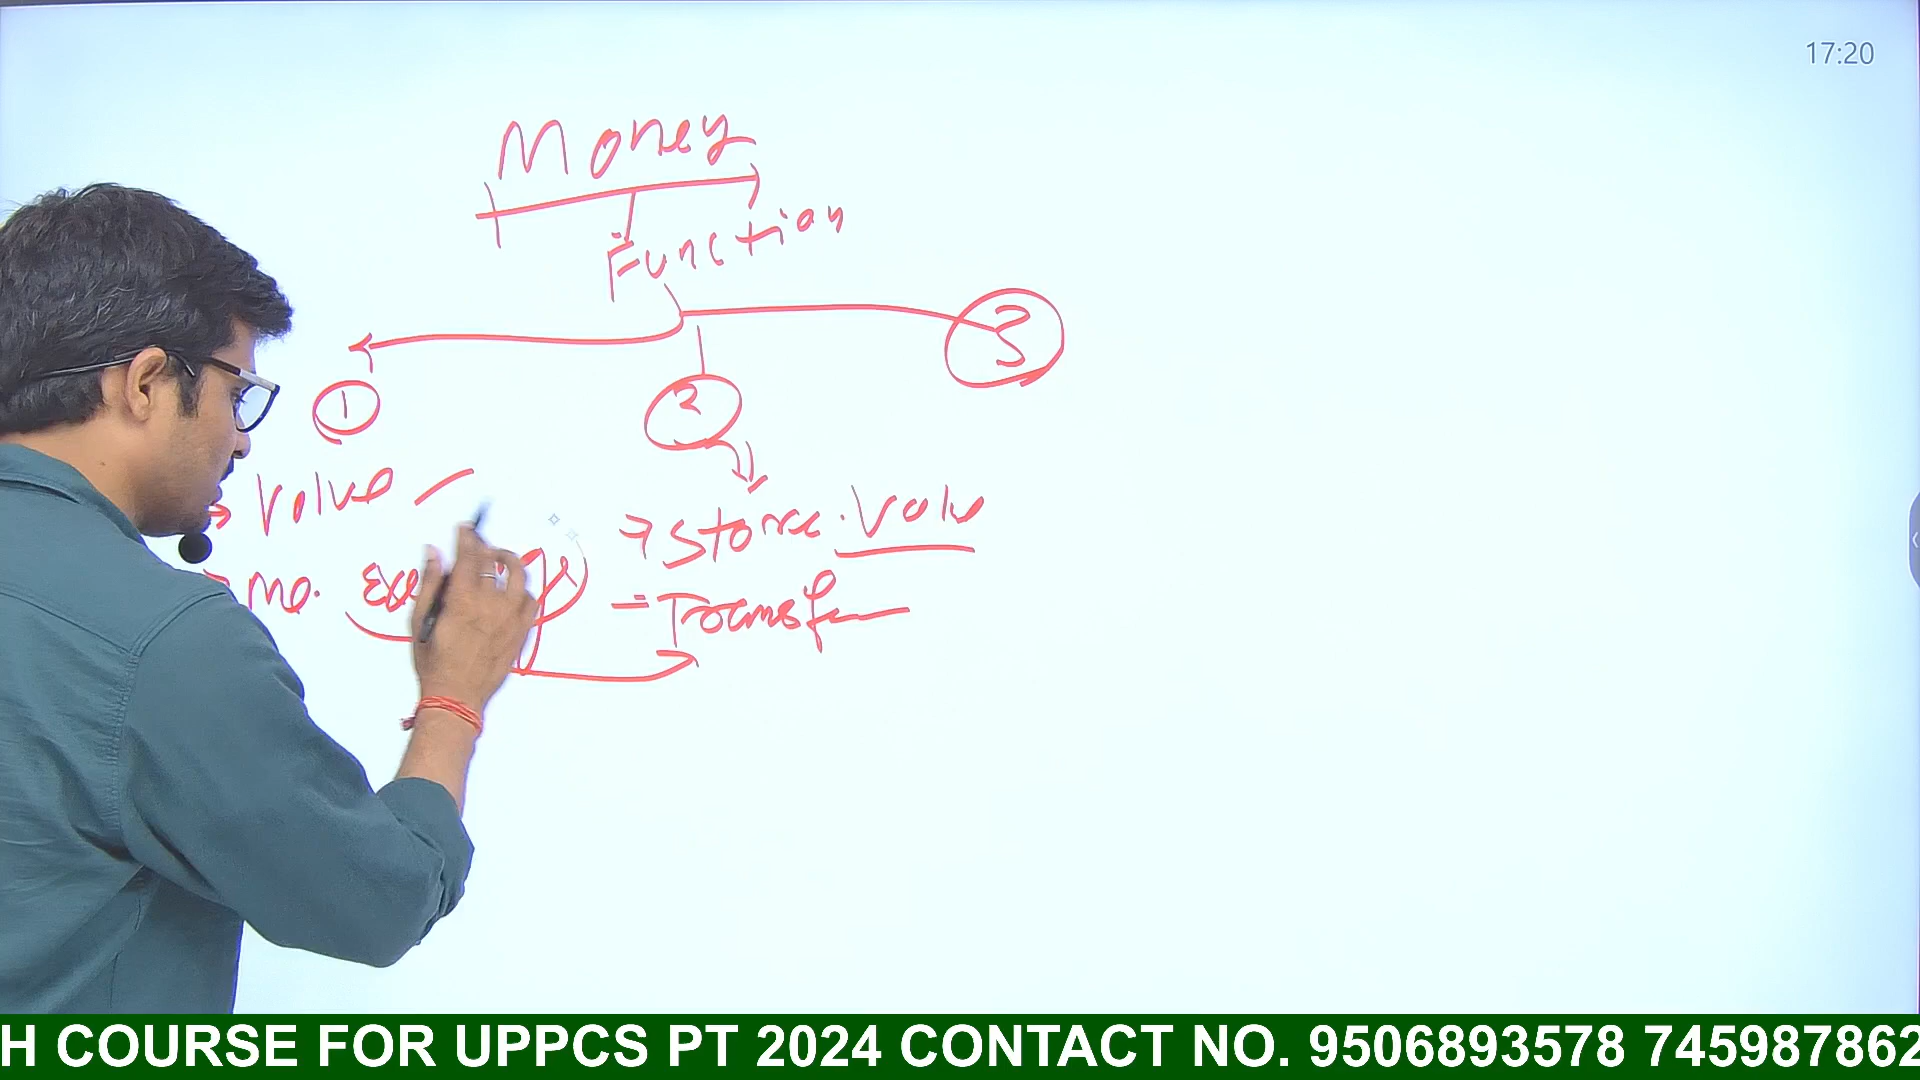 17:20
Money
Function
1
2
3
Value
Store Value
Mo.
Transfer
H COURSE FOR UPPCS PT 2024 CONTACT NO. 9506893578 745987862